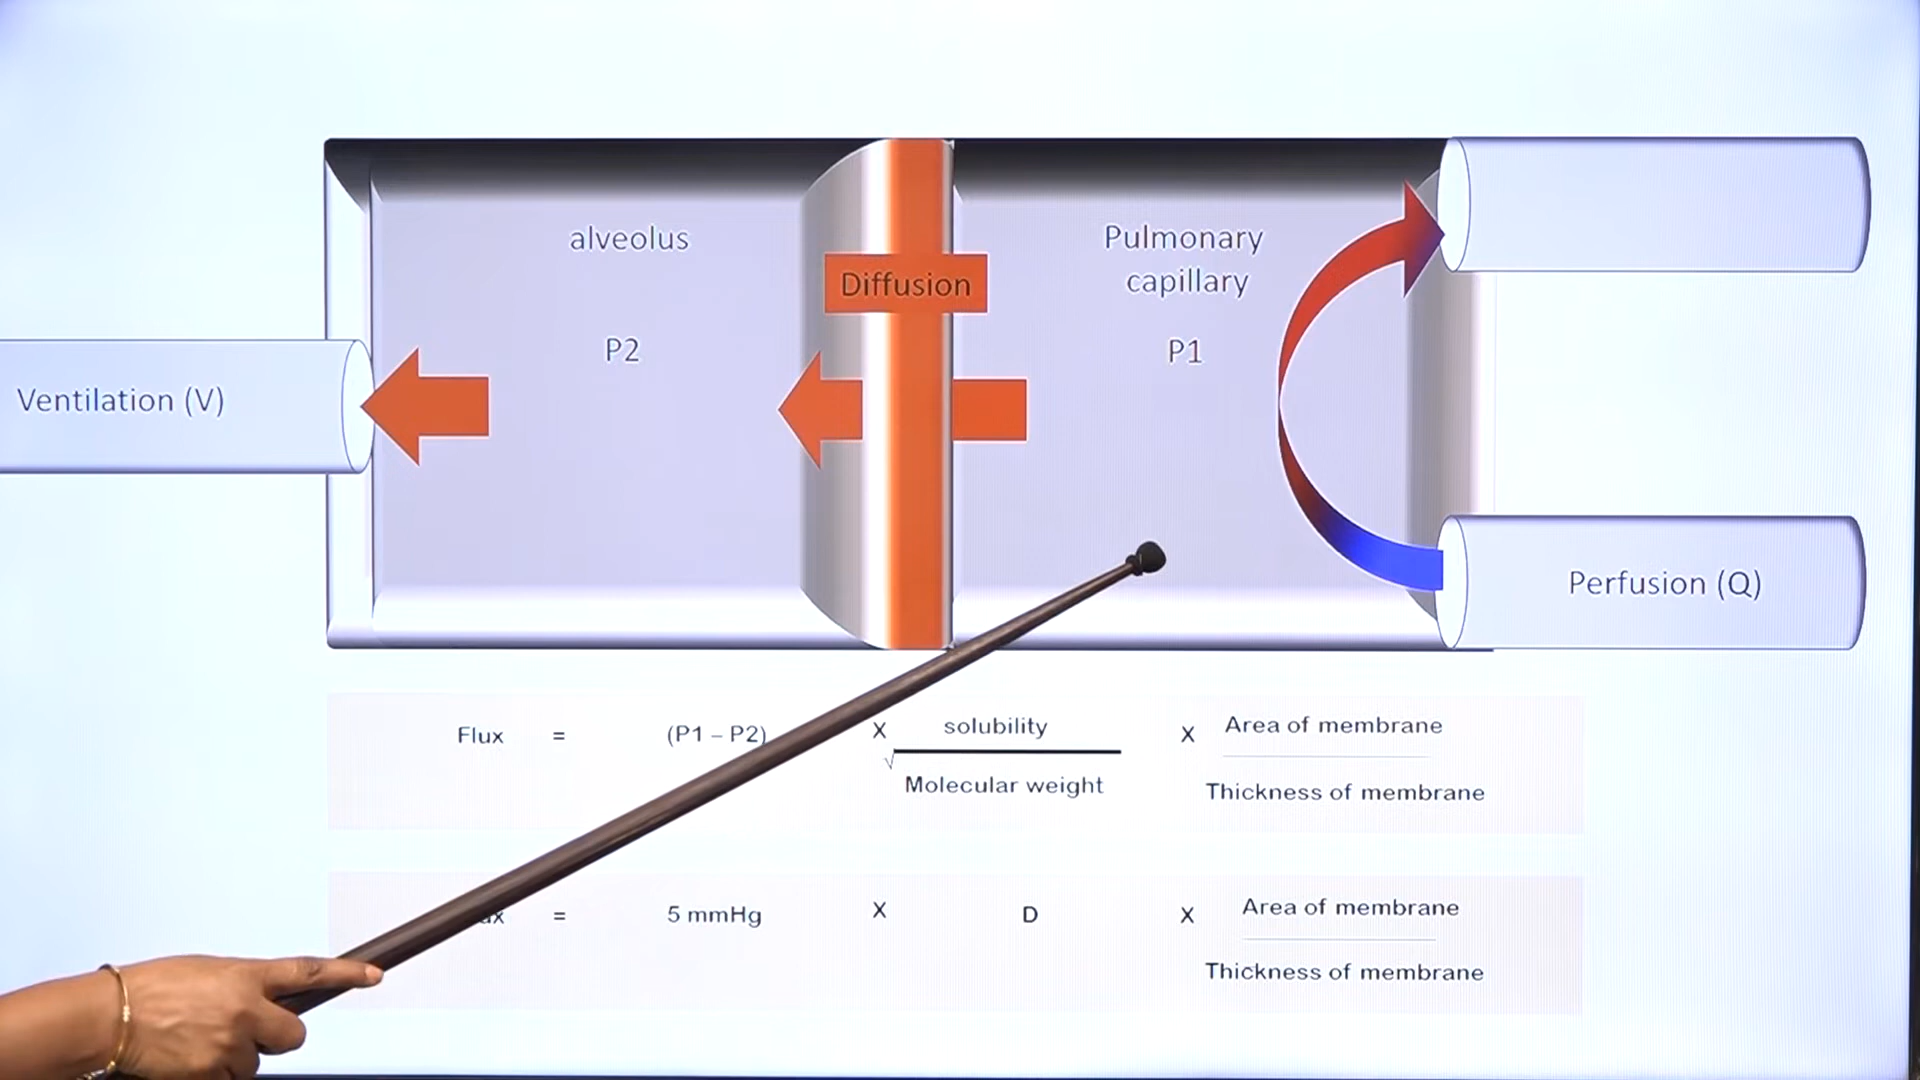 alveolus
Pulmonary
capillary
Diffusion
P2
P1
Ventilation (V)
Perfusion (Q)
Flux = (P1 – P2) X solubility X Area of membrane
√ Molecular weight Thickness of membrane
= 5 mmHg X D X Area of membrane
Thickness of membrane